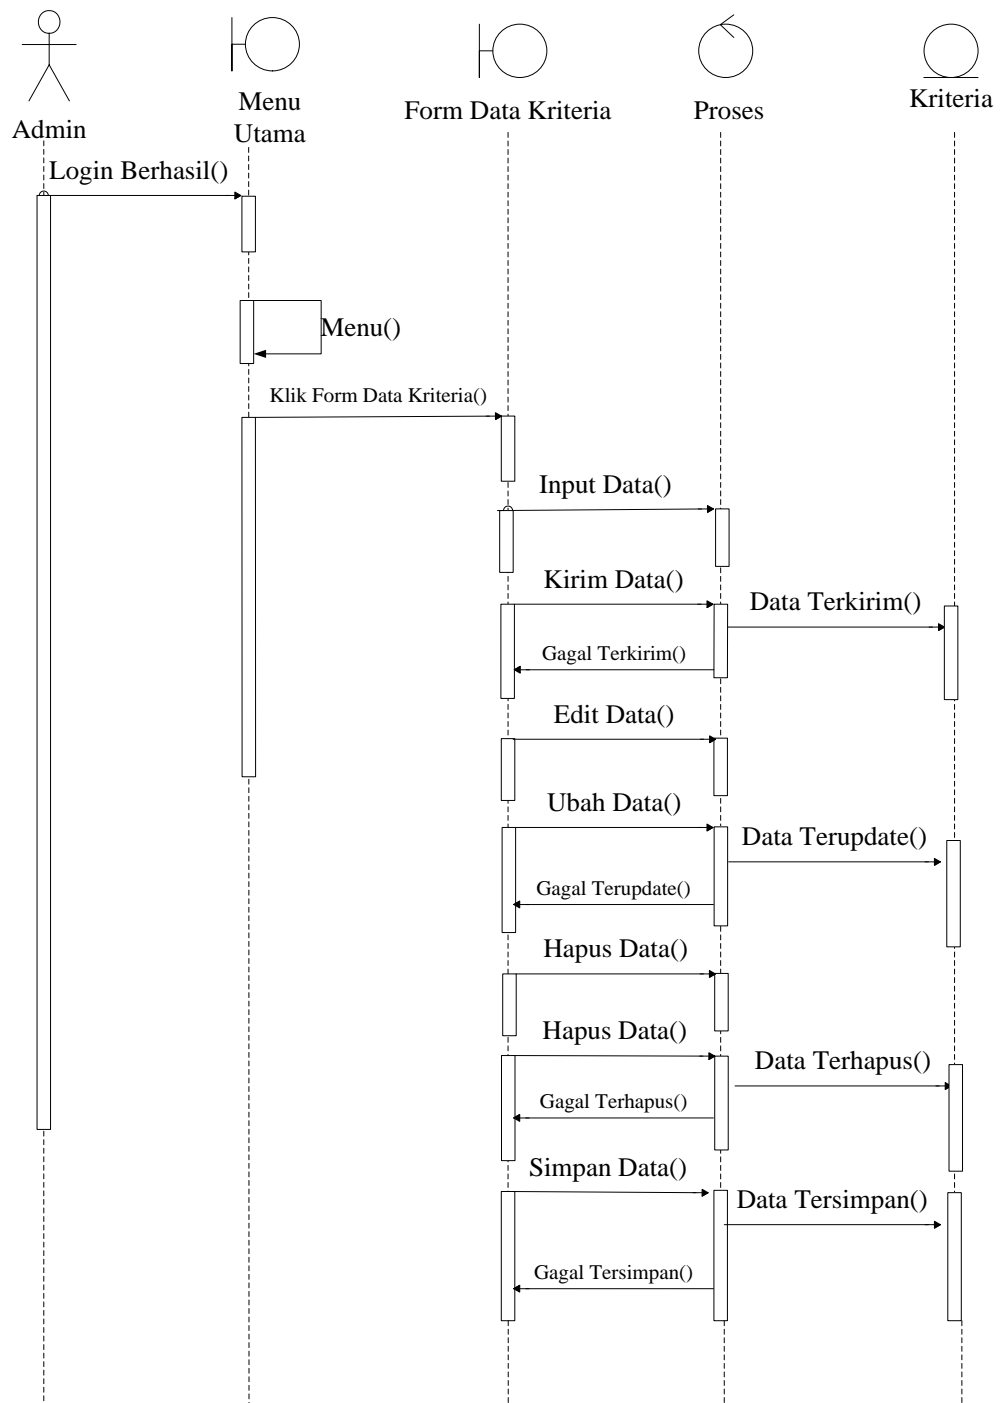 Admin
Menu
Utama
Form Data Kriteria
Proses
Kriteria
Login Berhasil()
Menu()
Klik Form Data Kriteria()
Input Data()
Kirim Data()
Data Terkirim()
Gagal Terkirim()
Edit Data()
Ubah Data()
Data Terupdate()
Gagal Terupdate()
Hapus Data()
Hapus Data()
Data Terhapus()
Gagal Terhapus()
Simpan Data()
Data Tersimpan()
Gagal Tersimpan()